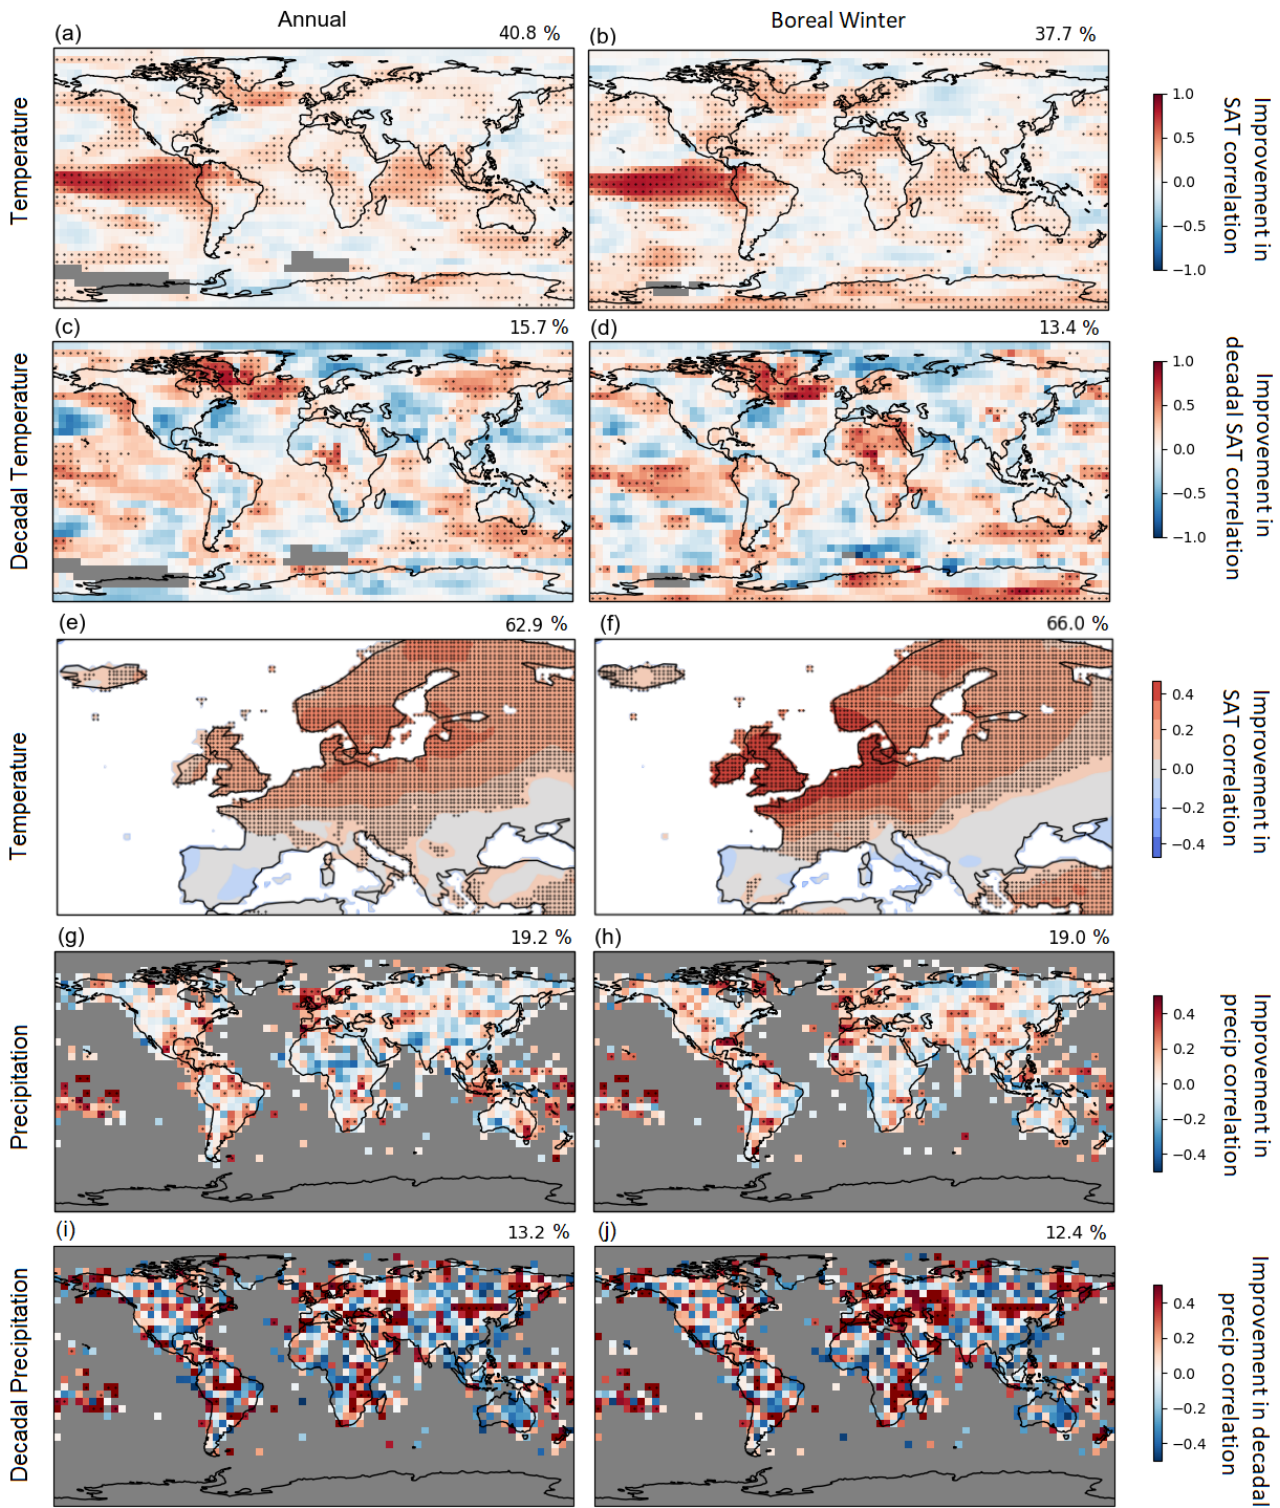 Annual
Boreal Winter
(a)
40.8 %
(b)
37.7 %
Temperature
1.0
0.5
0.0
−0.5
−1.0
Improvement in
SAT correlation
(c)
15.7 %
(d)
13.4 %
Decadal Temperature
1.0
0.5
0.0
−0.5
−1.0
Improvement in
decadal SAT correlation
(e)
62.9 %
(f)
66.0 %
Temperature
0.4
0.2
0.0
−0.2
−0.4
Improvement in
SAT correlation
(g)
19.2 %
(h)
19.0 %
Precipitation
0.4
0.2
0.0
−0.2
−0.4
Improvement in
precip correlation
(i)
13.2 %
(j)
12.4 %
Decadal Precipitation
0.4
0.2
0.0
−0.2
−0.4
Improvement in decadal
precip correlation